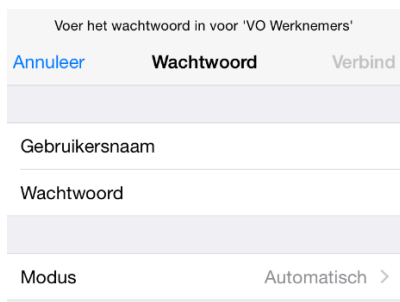 Voer het wachtwoord in voor 'VO Werknemers'
Annuleer Wachtwoord Verbind
Gebruikersnaam
Wachtwoord
Modus Automatisch